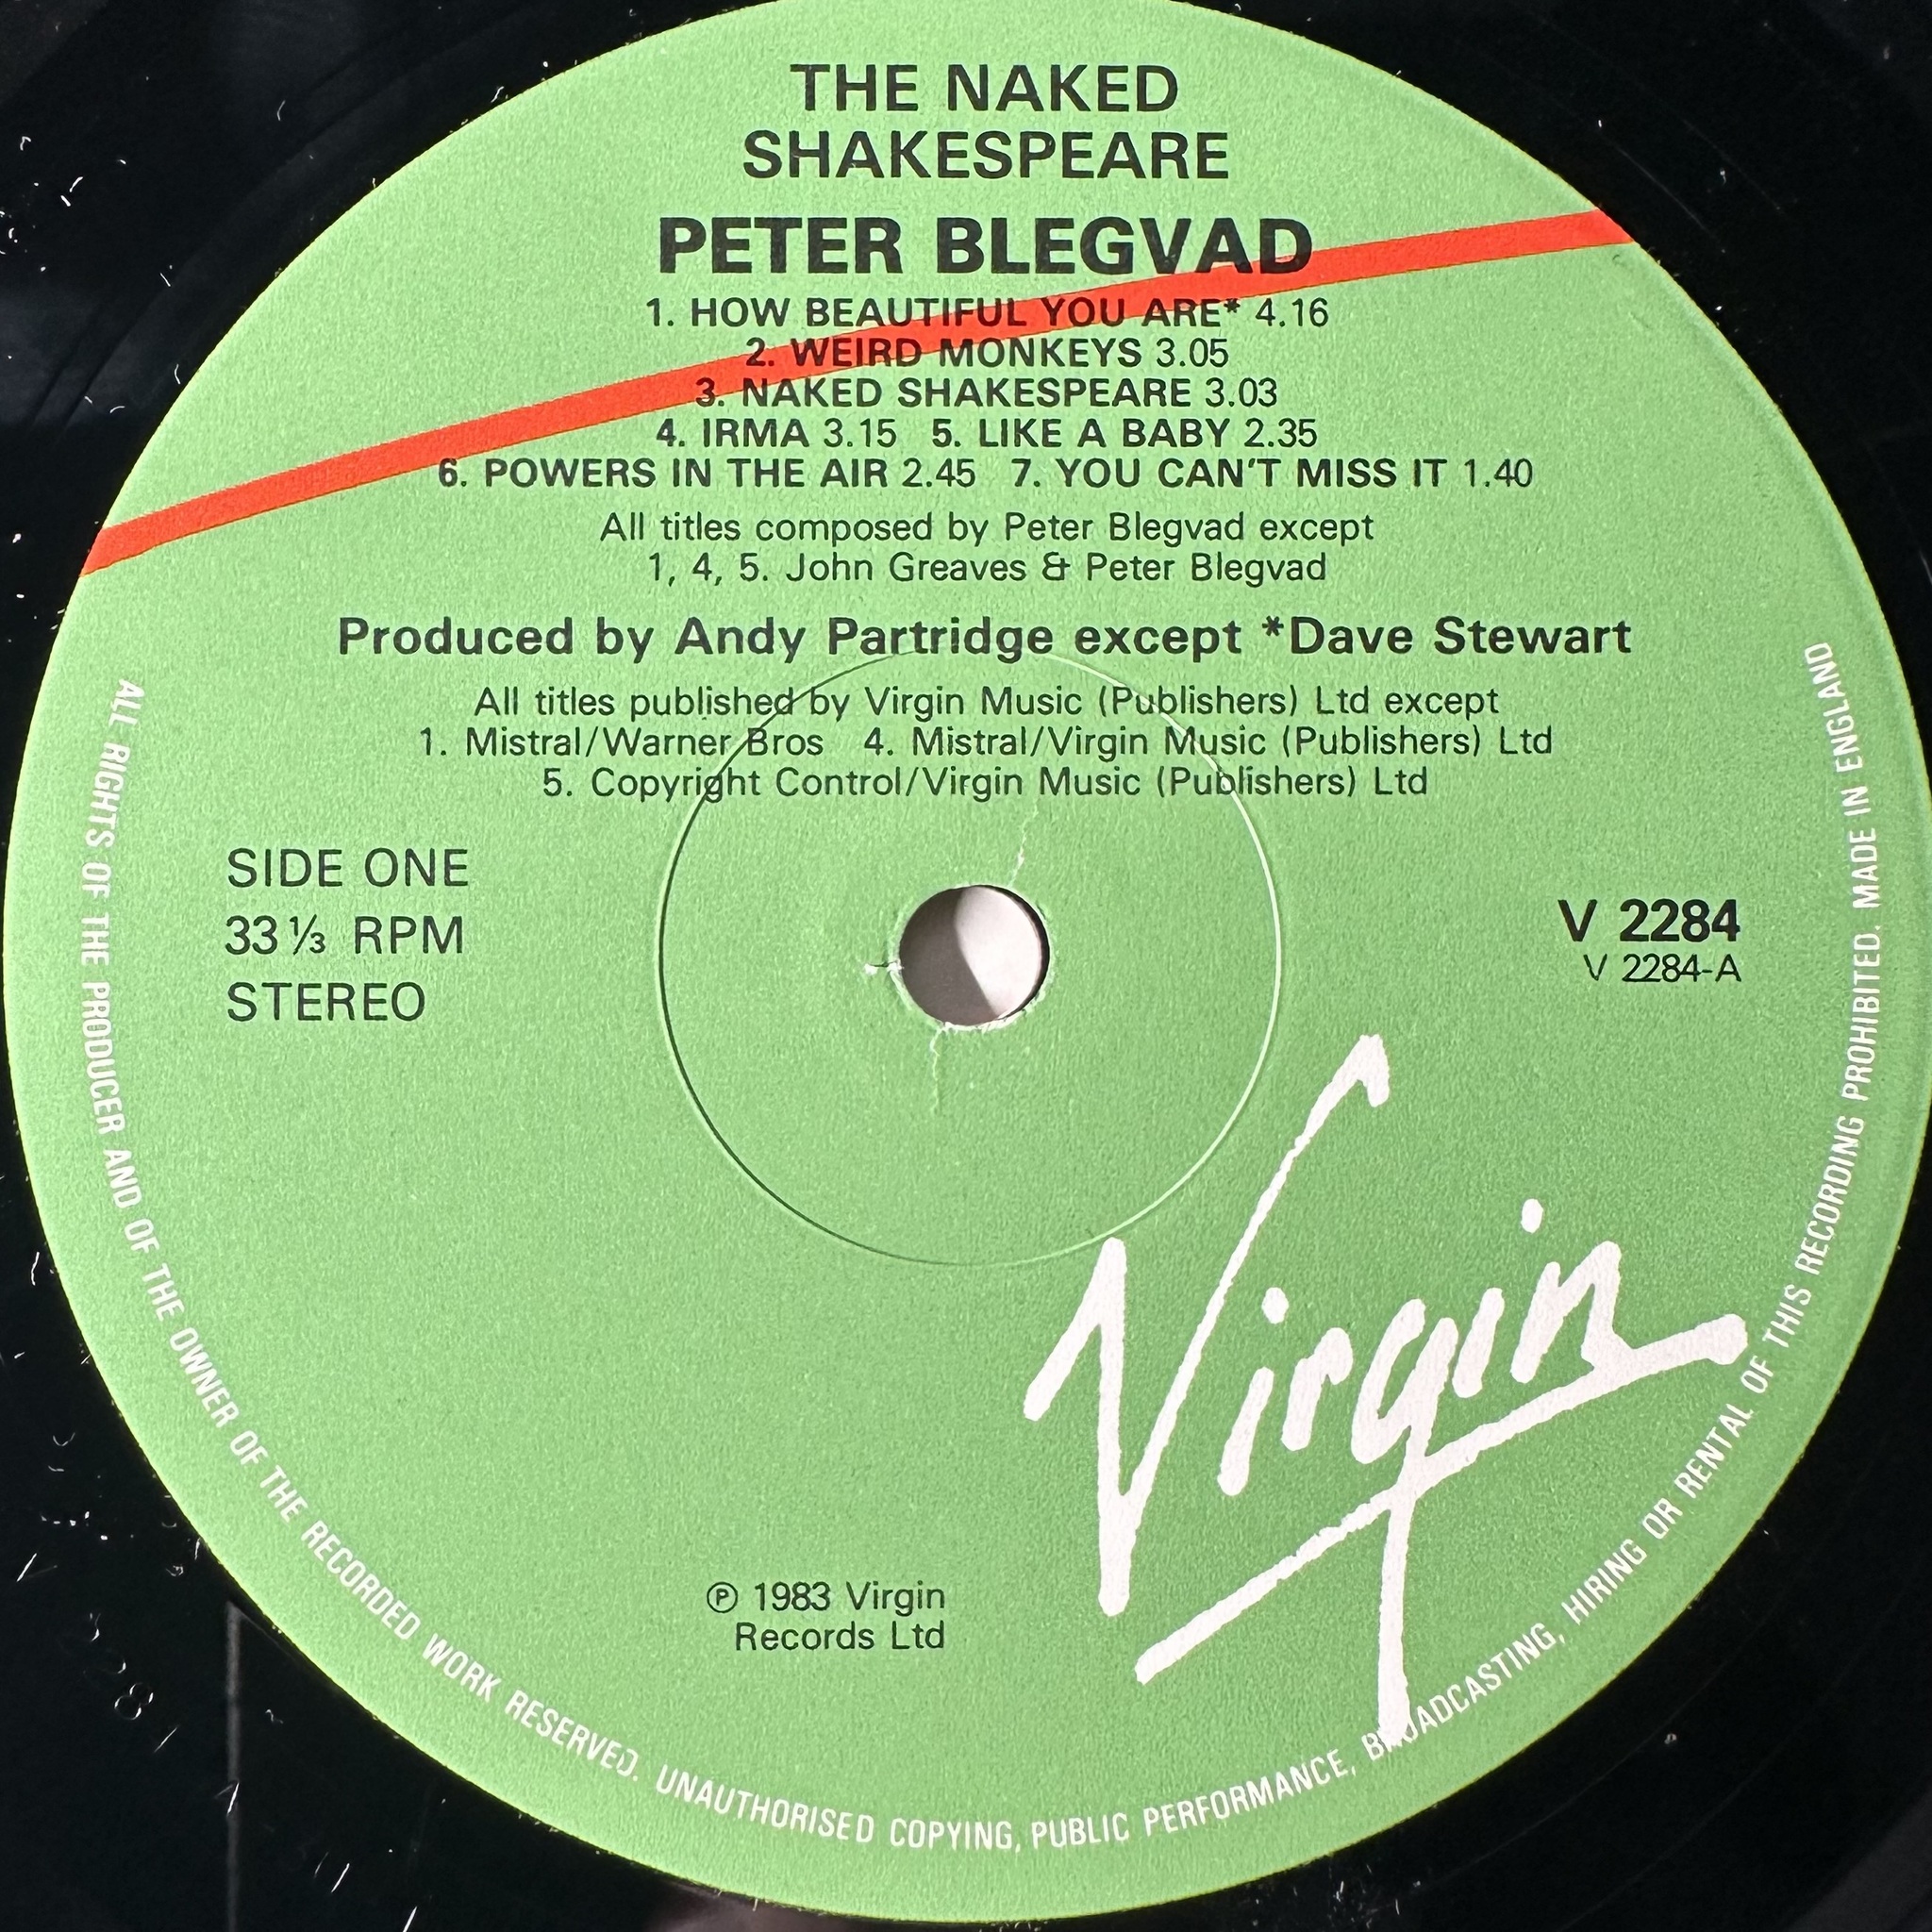 THE NAKED
SHAKESPEARE
PETER BLEGVAD
1. HOW BEAUTIFUL YOU ARE* 4.16
2. WEIRD MONKEYS 3.05
3. NAKED SHAKESPEARE 3.03
4. IRMA 3.15 5. LIKE A BABY 2.35
6. POWERS IN THE AIR 2.45 7. YOU CAN'T MISS IT 1.40
All titles composed by Peter Blegvad except
1, 4, 5. John Greaves & Peter Blegvad
Produced by Andy Partridge except *Dave Stewart
All titles published by Virgin Music (Publishers) Ltd except
1. Mistral/Warner Bros 4. Mistral/Virgin Music (Publishers) Ltd
5. Copyright Control/Virgin Music (Publishers) Ltd
SIDE ONE
33⅓ RPM
STEREO
V 2284
V 2284-A
Virgin
℗ 1983 Virgin
Records Ltd
ALL RIGHTS OF THE PRODUCER AND OF THE OWNER OF THE RECORDED WORK RESERVED. UNAUTHORISED COPYING, PUBLIC PERFORMANCE, BROADCASTING, HIRING OR RENTAL OF THIS RECORDING PROHIBITED. MADE IN ENGLAND